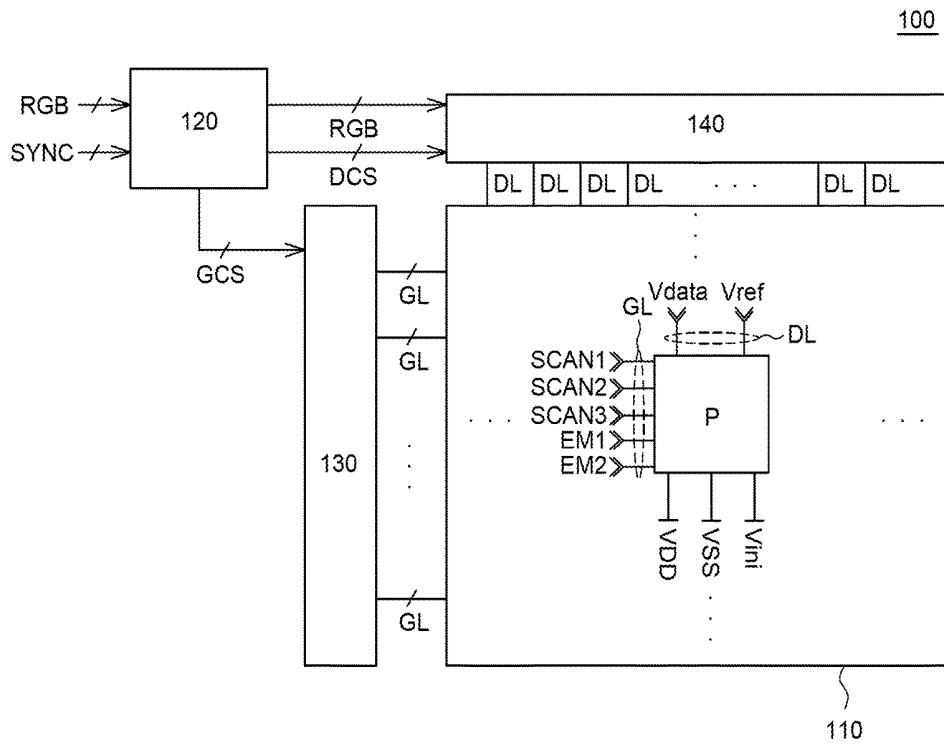 100
RGB
SYNC
120
RGB
DCS
140
DL DL DL DL . . . DL DL
GCS
GL
GL
GL
130
Vdata Vref
GL
DL
SCAN1
SCAN2
SCAN3
EM1
EM2
P
VDD
VSS
Vini
110